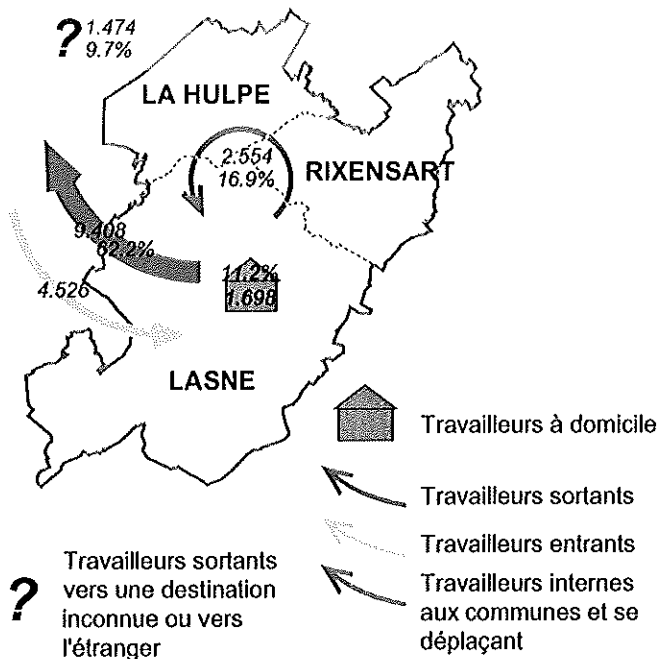 ? 1.474
9.7%
LA HULPE
2.554
16.9%
RIXENSART
9.408
62.2%
4.526
11.2%
1.698
LASNE
Travailleurs à domicile
Travailleurs sortants
Travailleurs entrants
Travailleurs internes
aux communes et se
déplaçant
? Travailleurs sortants
vers une destination
inconnue ou vers
l'étranger